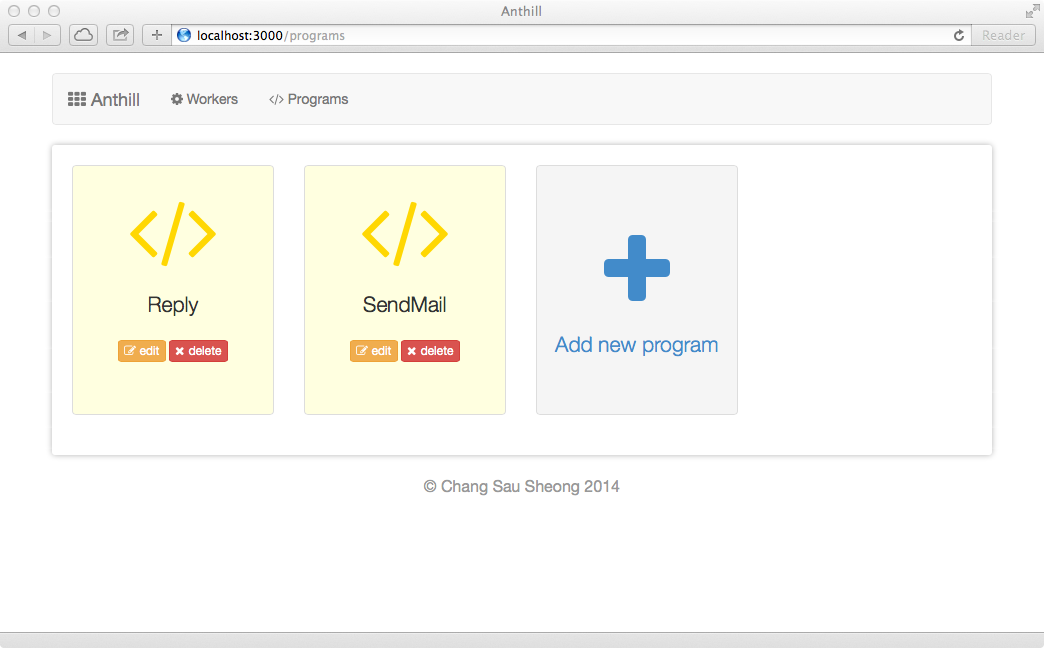 Anthill
localhost:3000/programs
Reader
Anthill Workers </> Programs
</> </>
Reply SendMail
edit delete edit delete
Add new program
© Chang Sau Sheong 2014